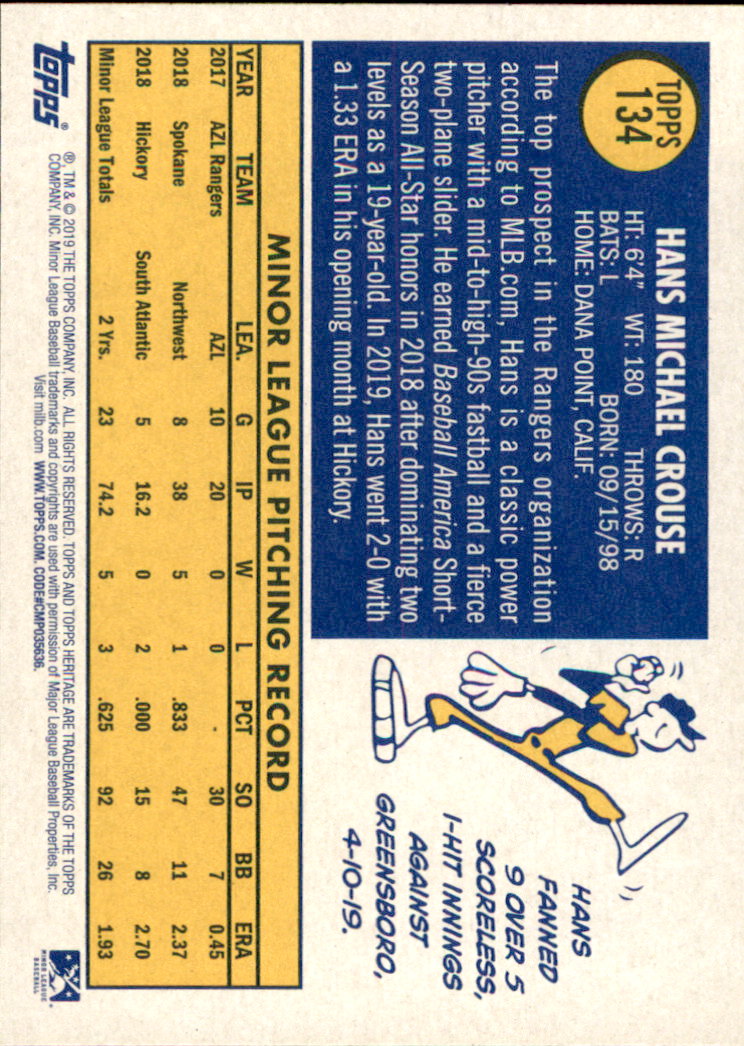 TOPPS
134
HANS MICHAEL CROUSE
HT: 6'4" WT: 180 THROWS: R
BATS: L BORN: 09/15/98
HOME: DANA POINT, CALIF.
The top prospect in the Rangers organization
according to MLB.com, Hans is a classic power
pitcher with a mid-to-high-90s fastball and a fierce
two-plane slider. He earned Baseball America Short-
Season All-Star honors in 2018 after dominating two
levels as a 19-year-old. In 2019, Hans went 2-0 with
a 1.33 ERA in his opening month at Hickory.
HANS
FANNED
9 OVER 5
SCORELESS,
1-HIT INNINGS
AGAINST
GREENSBORO,
4-10-19.
MINOR LEAGUE PITCHING RECORD
YEAR TEAM LEA. G IP W L PCT SO BB ERA
2017 AZL Rangers AZL 10 20 0 0 - 30 7 0.45
2018 Spokane Northwest 8 38 5 1 .833 47 11 2.37
2018 Hickory South Atlantic 5 16.2 0 2 .000 15 8 2.70
Minor League Totals 2 Yrs. 23 74.2 5 3 .625 92 26 1.93
topps®
®, TM & © 2019 THE TOPPS COMPANY, INC. ALL RIGHTS RESERVED. TOPPS AND TOPPS HERITAGE ARE TRADEMARKS OF THE TOPPS
COMPANY, INC. Minor League Baseball trademarks and copyrights are used with permission of Major League Baseball Properties, Inc.
Visit milb.com WWW.TOPPS.COM. CODE#CMP035636.
MINOR LEAGUE
BASEBALL